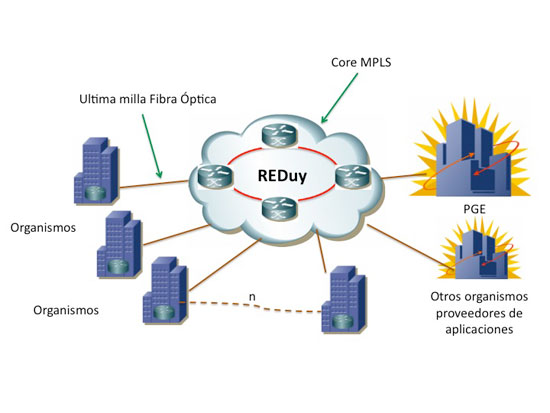 Core MPLS
Ultima milla Fibra Óptica
REDuy
PGE
Organismos
Organismos
n
Otros organismos
proveedores de
aplicaciones